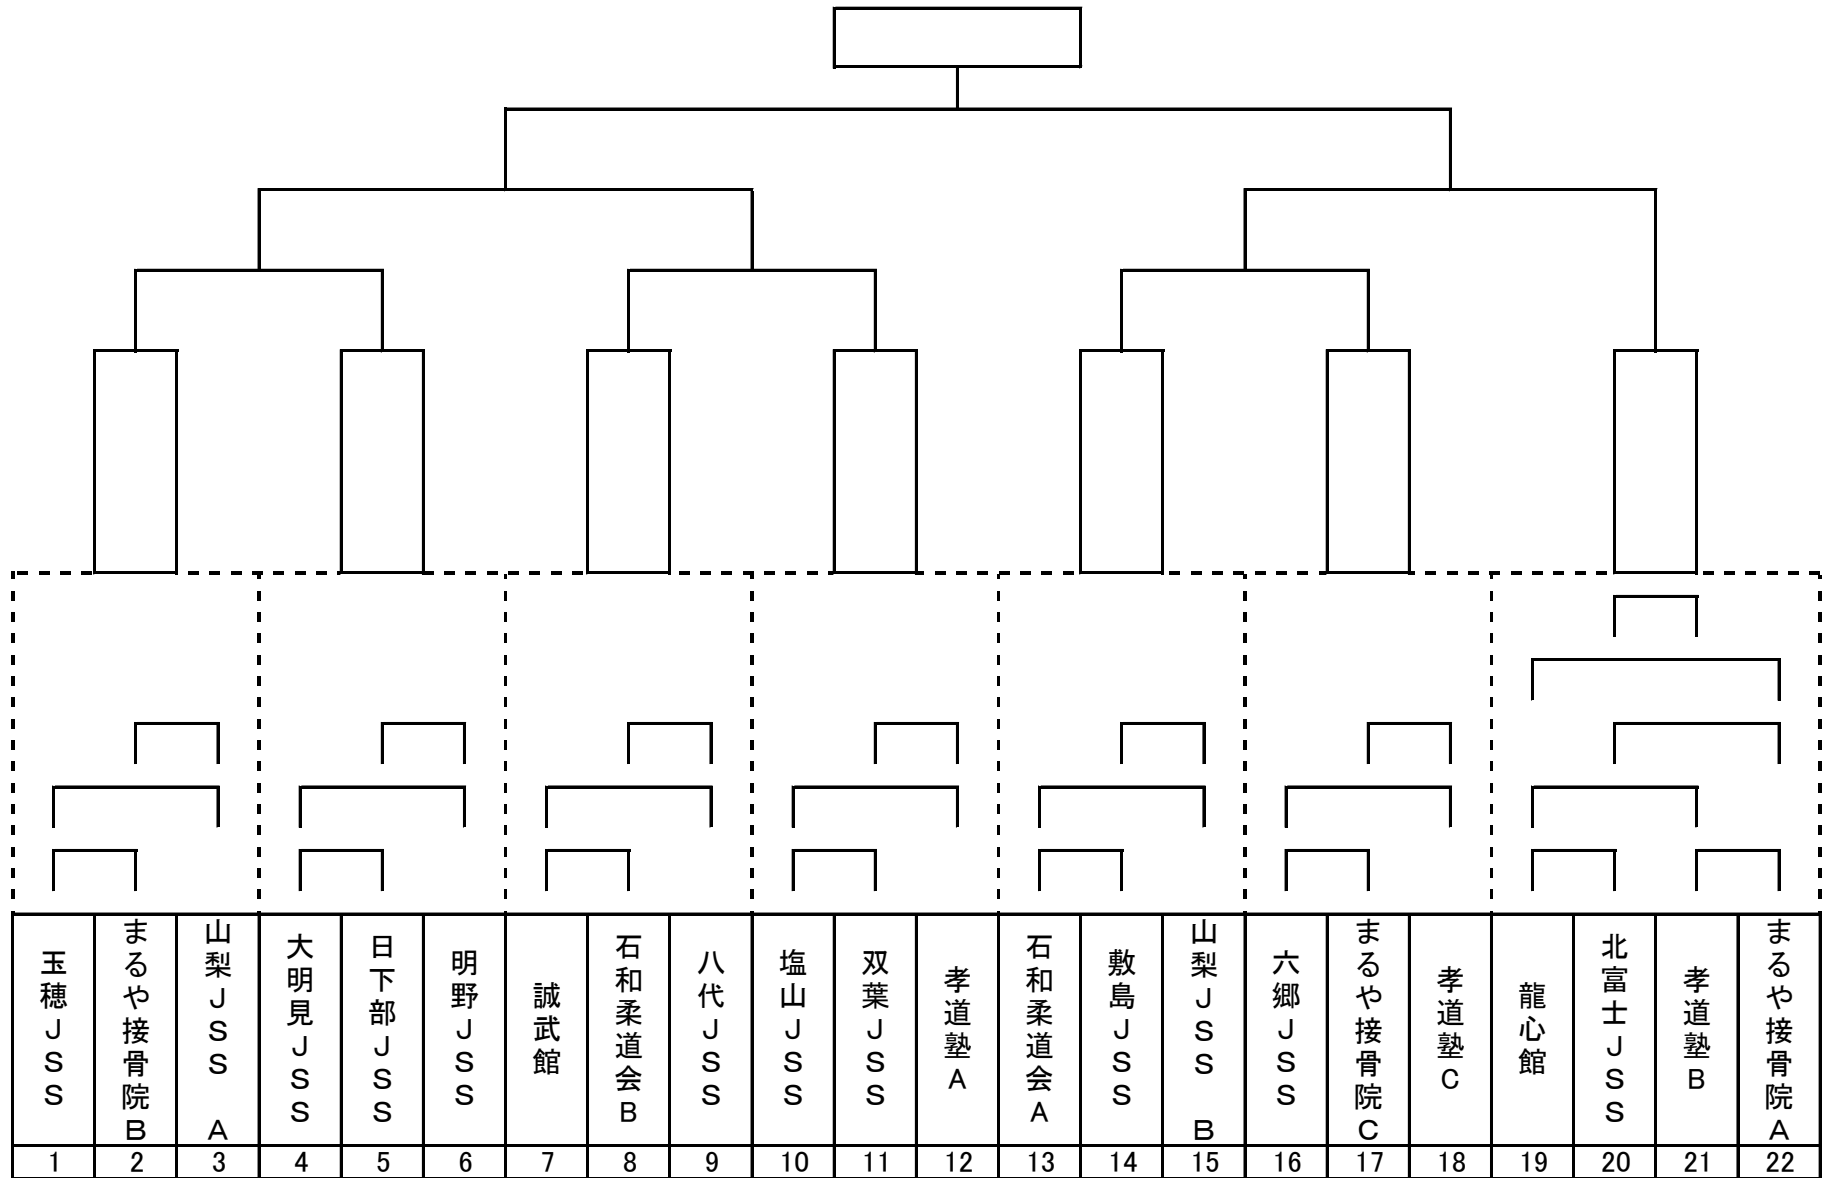 玉穂ＪＳＳ
まるや接骨院Ｂ
山梨ＪＳＳ　Ａ
大明見ＪＳＳ
日下部ＪＳＳ
明野ＪＳＳ
誠武館
石和柔道会Ｂ
八代ＪＳＳ
塩山ＪＳＳ
双葉ＪＳＳ
孝道塾Ａ
石和柔道会Ａ
敷島ＪＳＳ
山梨ＪＳＳ　Ｂ
六郷ＪＳＳ
まるや接骨院Ｃ
孝道塾Ｃ
龍心館
北富士ＪＳＳ
孝道塾Ｂ
まるや接骨院Ａ
1 2 3 4 5 6 7 8 9 10 11 12 13 14 15 16 17 18 19 20 21 22